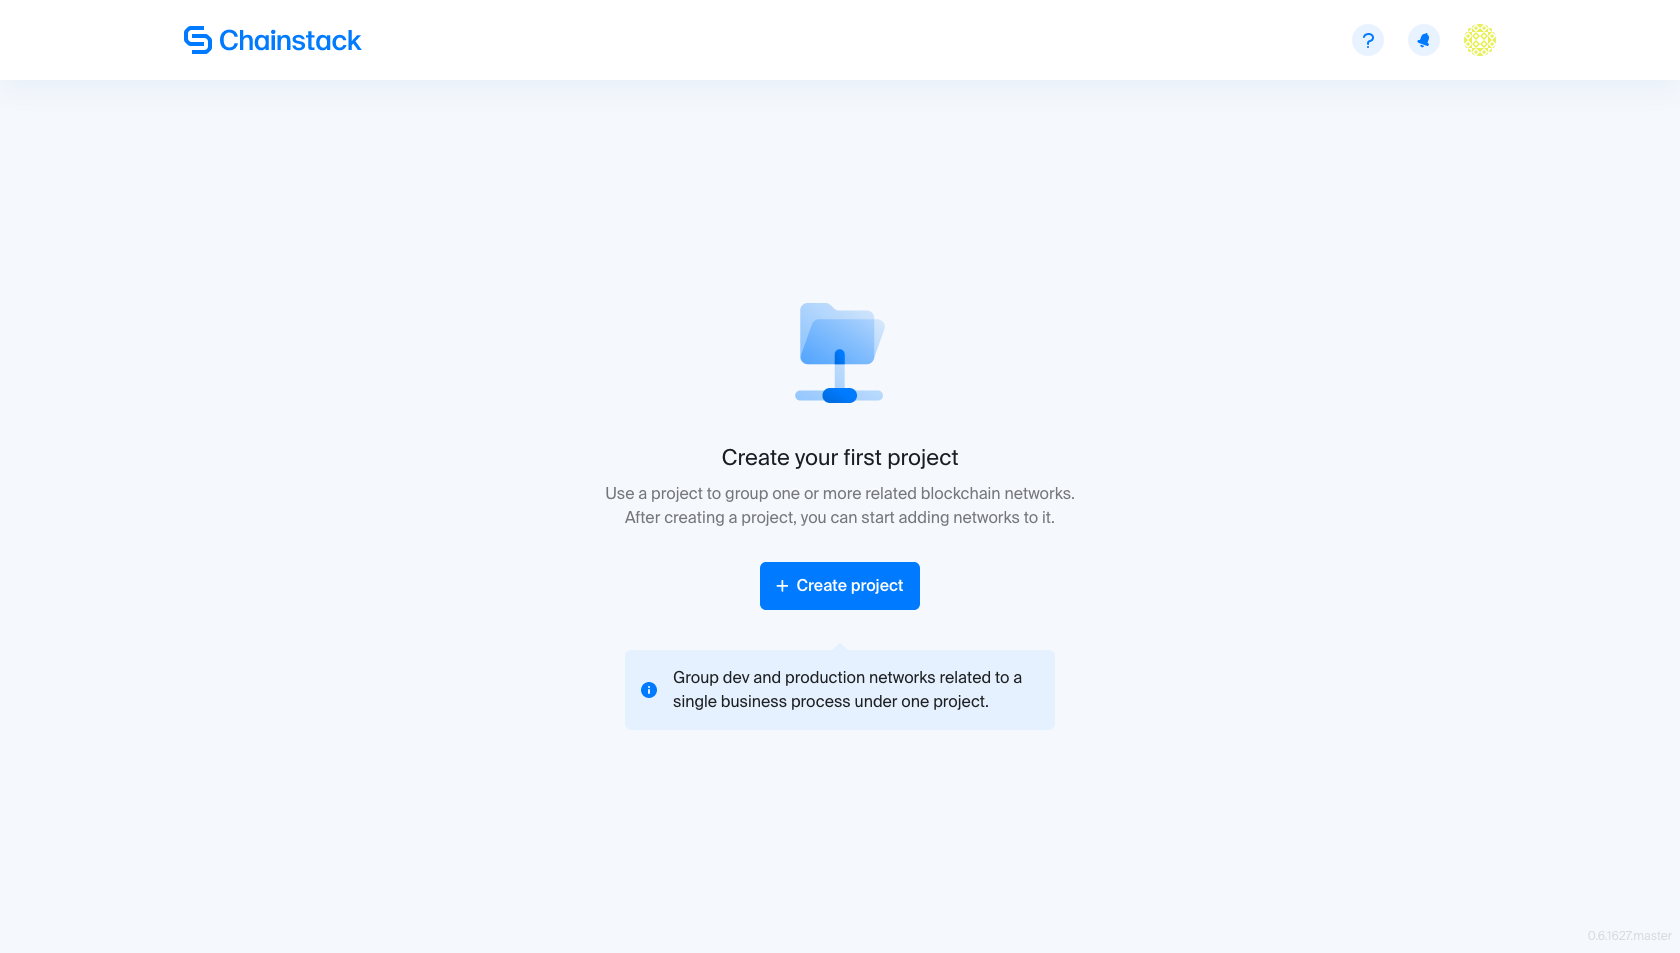 Chainstack
?
Create your first project
Use a project to group one or more related blockchain networks.
After creating a project, you can start adding networks to it.
+ Create project
Group dev and production networks related to a
single business process under one project.
0.6.1627.master